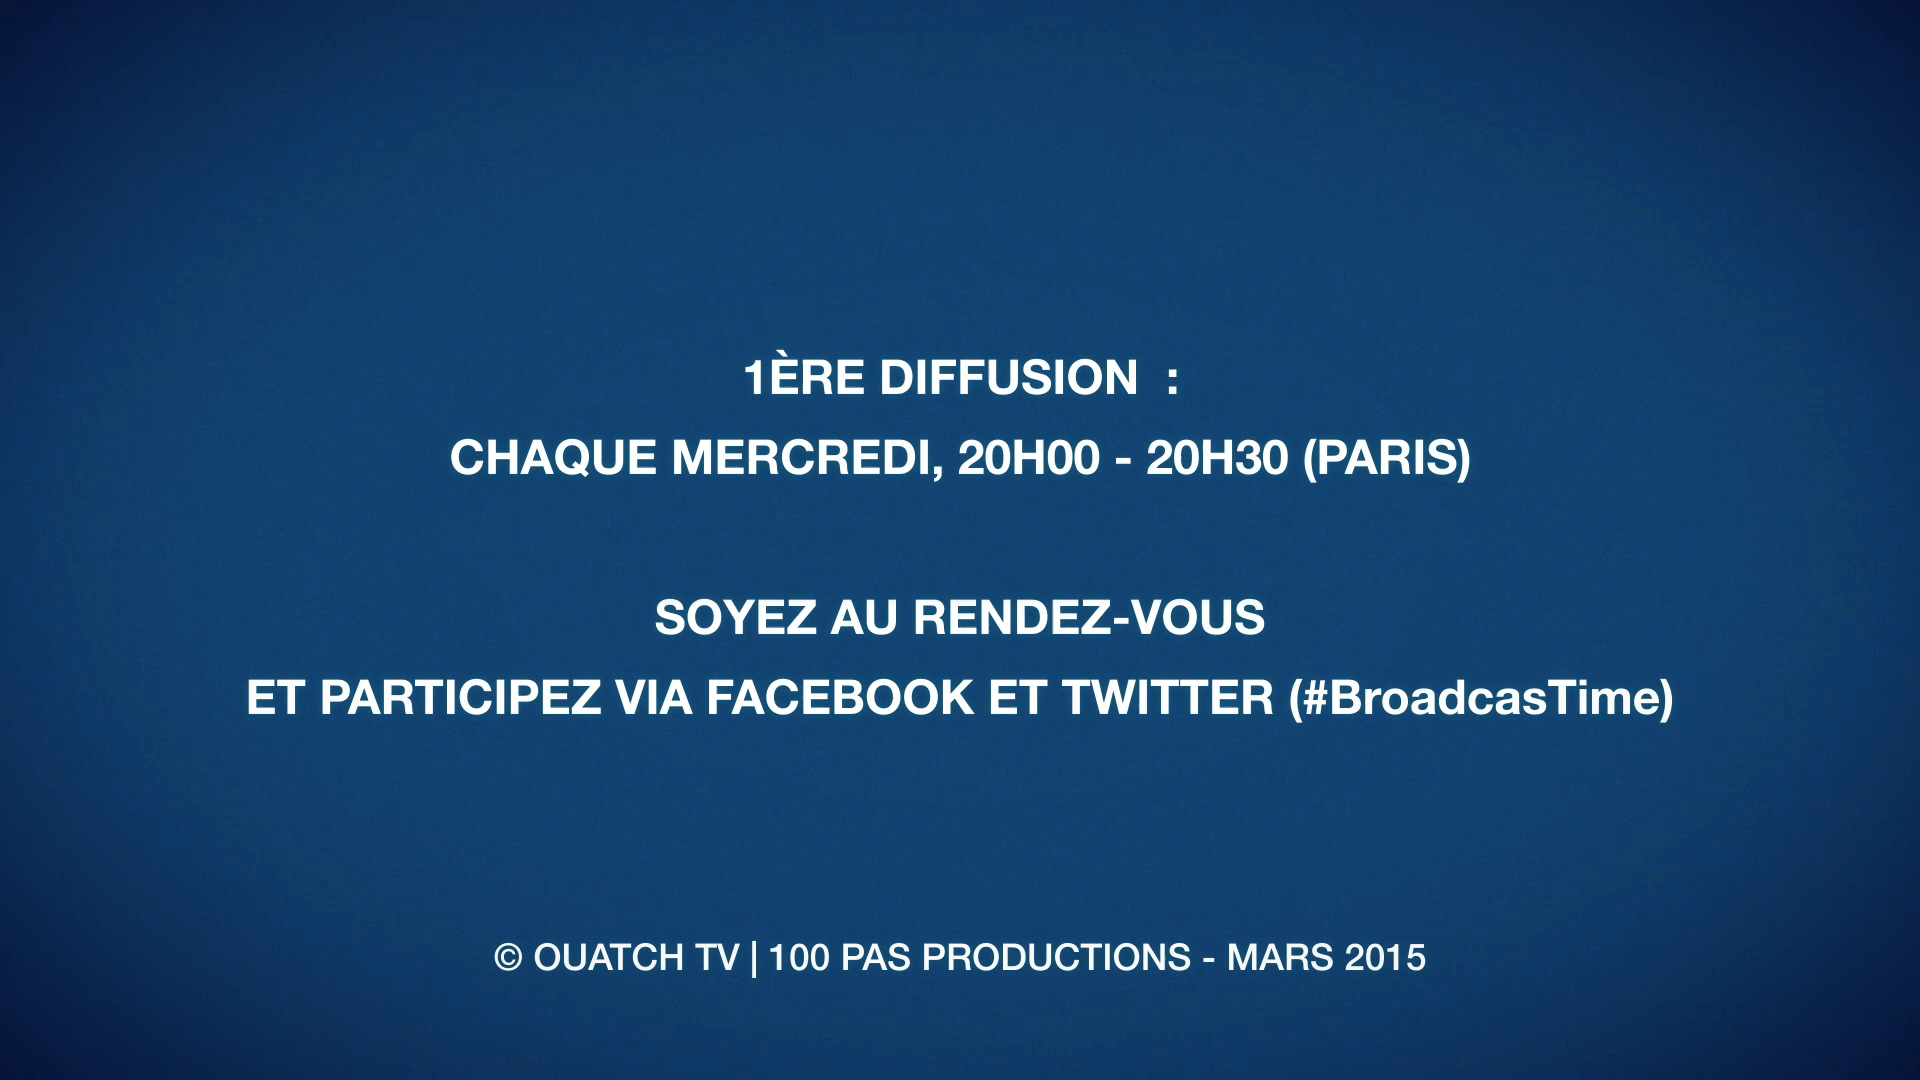 1ÈRE DIFFUSION  :
CHAQUE MERCREDI, 20H00 - 20H30 (PARIS)
SOYEZ AU RENDEZ-VOUS
ET PARTICIPEZ VIA FACEBOOK ET TWITTER (#BroadcasTime)
© OUATCH TV | 100 PAS PRODUCTIONS - MARS 2015